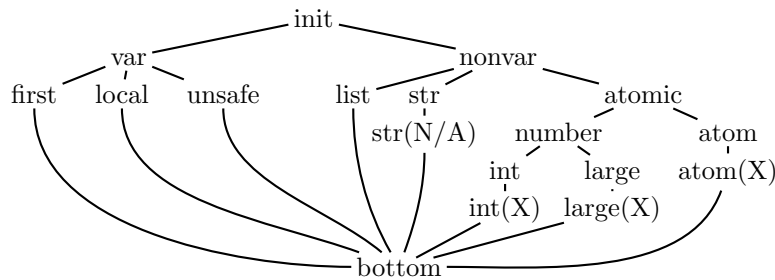 init
var nonvar
first local unsafe list str atomic
str(N/A) number atom
int large atom(X)
int(X) large(X)
bottom